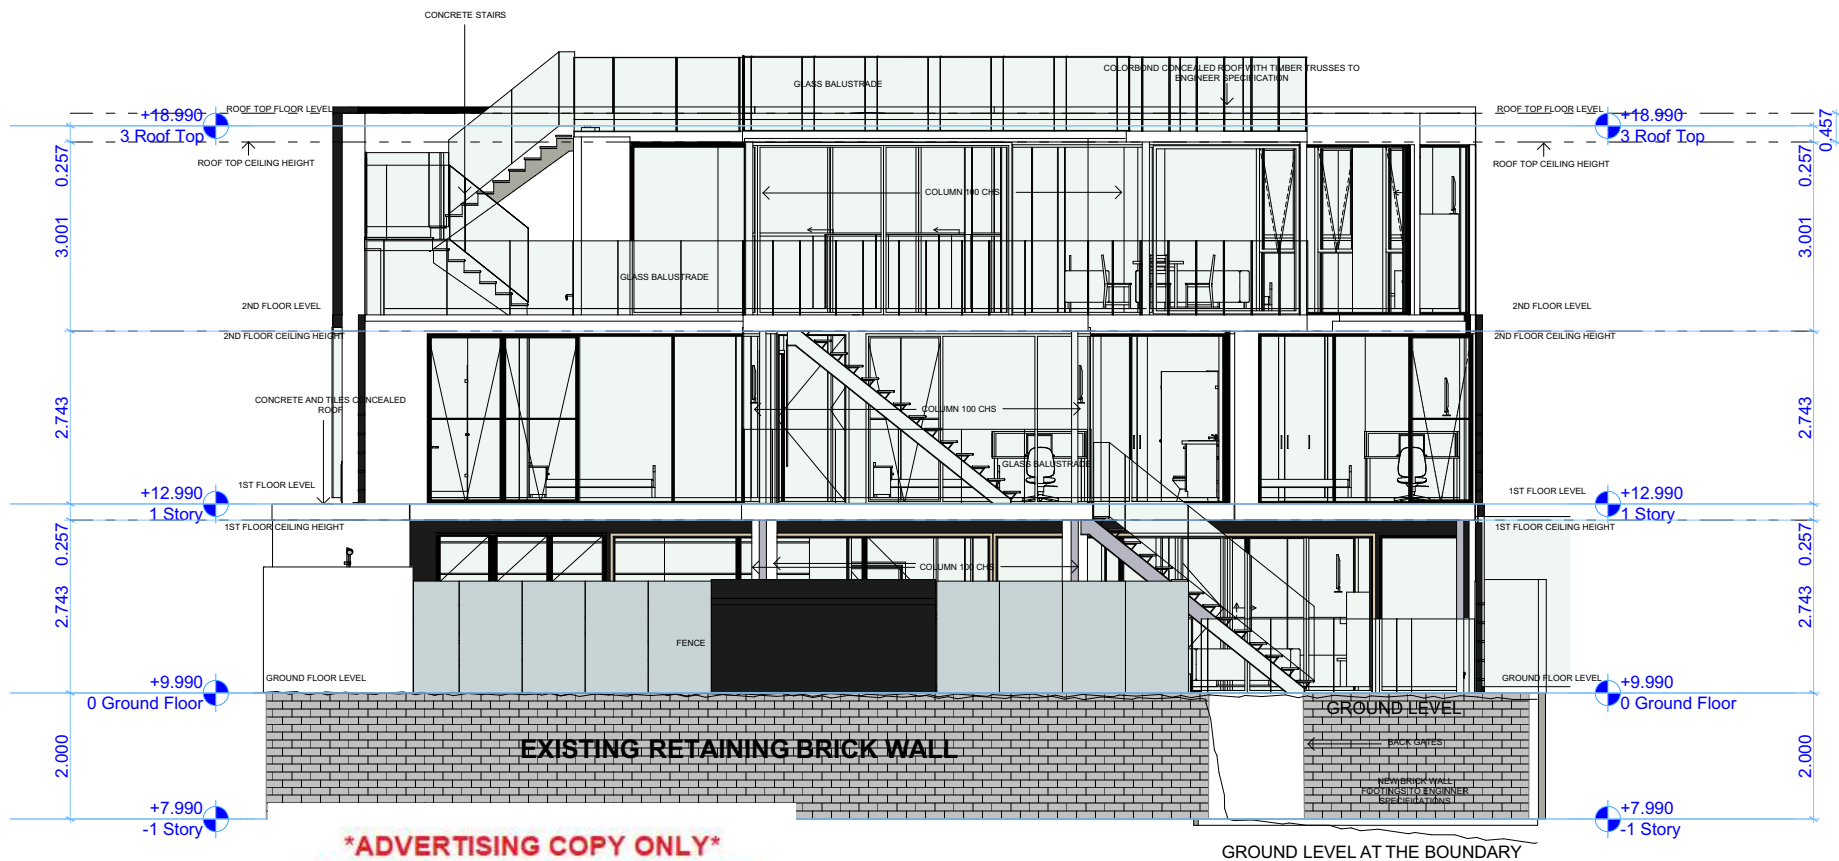 CONCRETE STAIRS
COLORBOND CONCEALED ROOF WITH TIMBER TRUSSES TO
ENGINEER SPECIFICATION
GLASS BALUSTRADE
ROOF TOP FLOOR LEVEL
ROOF TOP FLOOR LEVEL
+18.990
3 Roof Top
+18.990
3 Roof Top
0.457
ROOF TOP CEILING HEIGHT
ROOF TOP CEILING HEIGHT
0.257
0.257
COLUMN 100 CHS
3.001
3.001
GLASS BALUSTRADE
2ND FLOOR LEVEL
2ND FLOOR LEVEL
2ND FLOOR CEILING HEIGHT
2ND FLOOR CEILING HEIGHT
CONCRETE AND TILES CONCEALED
ROOF
COLUMN 100 CHS
2.743
2.743
GLASS BALUSTRADE
1ST FLOOR LEVEL
1ST FLOOR LEVEL
+12.990
1 Story
+12.990
1 Story
1ST FLOOR CEILING HEIGHT
1ST FLOOR CEILING HEIGHT
0.257
0.257
COLUMN 100 CHS
2.743
2.743
FENCE
GROUND FLOOR LEVEL
GROUND FLOOR LEVEL
+9.990
0 Ground Floor
+9.990
0 Ground Floor
GROUND LEVEL
EXISTING RETAINING BRICK WALL
BACK GATES
2.000
2.000
NEW BRICK WALL
FOOTINGS TO ENGINNER
SPECIFICATIONS
+7.990
-1 Story
+7.990
-1 Story
*ADVERTISING COPY ONLY*
GROUND LEVEL AT THE BOUNDARY